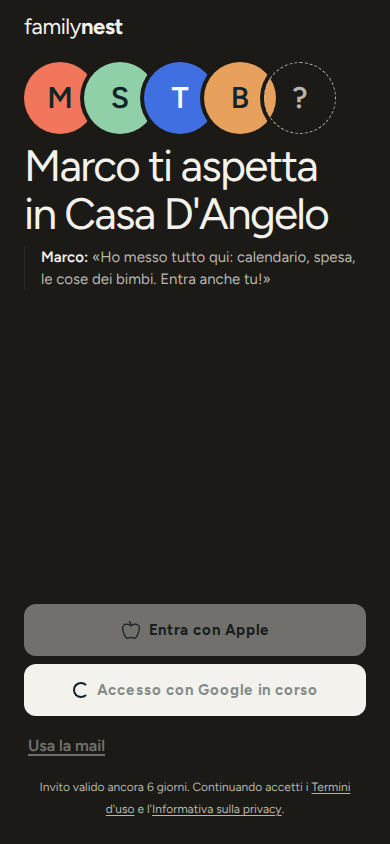 familynest
M S T B ?
Marco ti aspetta
in Casa D'Angelo
Marco: «Ho messo tutto qui: calendario, spesa,
le cose dei bimbi. Entra anche tu!»
Entra con Apple
Accesso con Google in corso
Usa la mail
Invito valido ancora 6 giorni. Continuando accetti i Termini
d'uso e l'Informativa sulla privacy.